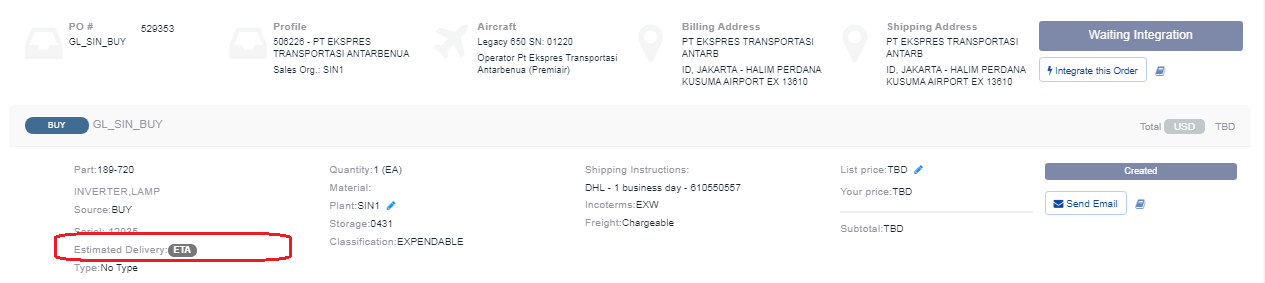 PO #
529353
GL_SIN_BUY
Profile
506226 - PT EKSPRES
TRANSPORTASI ANTARBENUA
Sales Org.: SIN1
Aircraft
Legacy 650 SN: 01220
Operator Pt Ekspres Transportasi
Antarbenua (Premiair)
Billing Address
PT EKSPRES TRANSPORTASI
ANTARB
ID, JAKARTA - HALIM PERDANA
KUSUMA AIRPORT EX 13610
Shipping Address
PT EKSPRES TRANSPORTASI
ANTARB
ID, JAKARTA - HALIM PERDANA
KUSUMA AIRPORT EX 13610
Waiting Integration
Integrate this Order
BUY GL_SIN_BUY
Total USD TBD
Part:189-720
INVERTER,LAMP
Source:BUY
Serial: 12935
Estimated Delivery: ETA
Type:No Type
Quantity:1 (EA)
Material:
Plant:SIN1
Storage:0431
Classification:EXPENDABLE
Shipping Instructions:
DHL - 1 business day - 610550557
Incoterms:EXW
Freight:Chargeable
List price:TBD
Your price:TBD
Subtotal:TBD
Created
Send Email